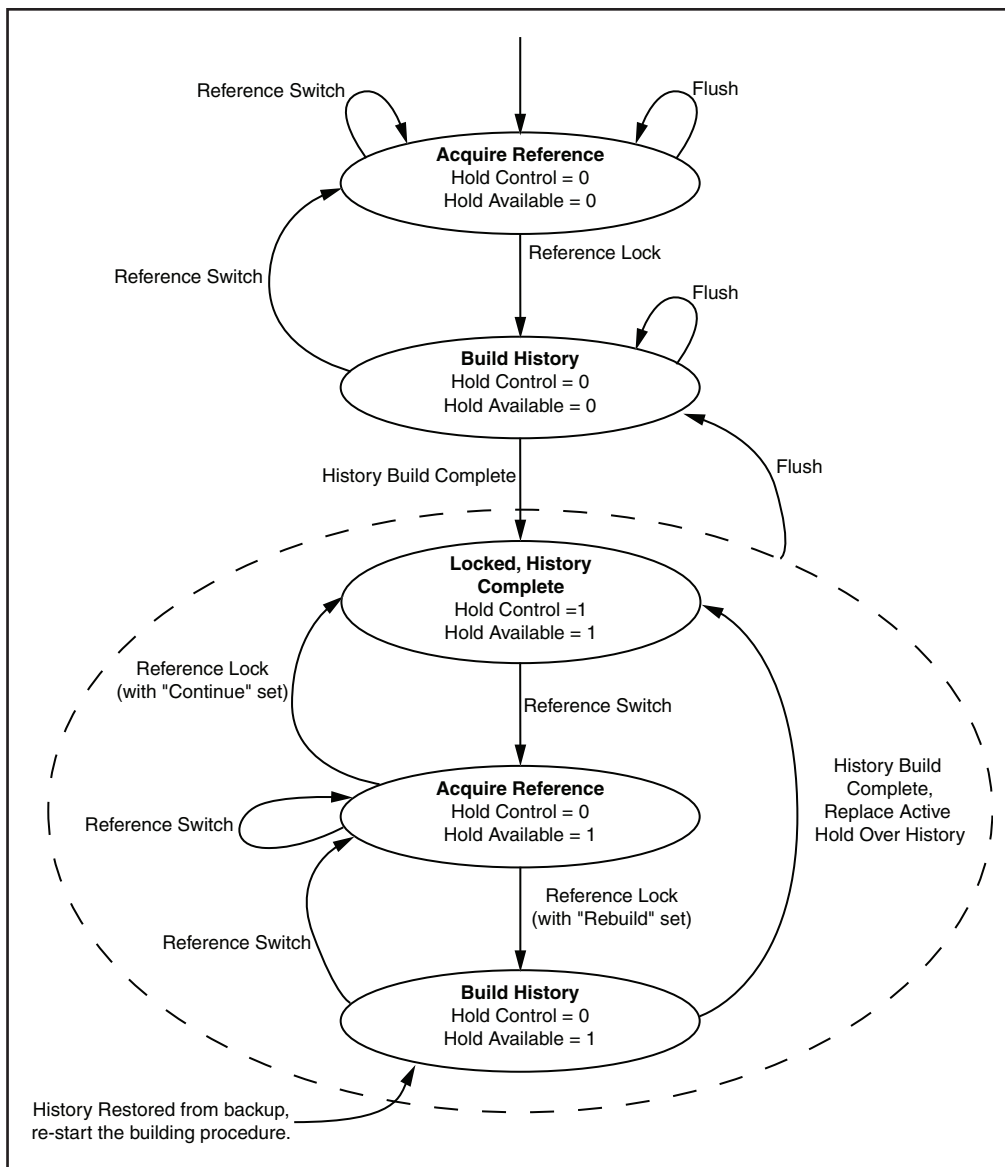 Reference Switch
Flush
Acquire Reference
Hold Control = 0
Hold Available = 0
Reference Lock
Reference Switch
Flush
Build History
Hold Control = 0
Hold Available = 0
History Build Complete
Flush
Locked, History
Complete
Hold Control =1
Hold Available = 1
Reference Lock
(with "Continue" set)
Reference Switch
Acquire Reference
Hold Control = 0
Hold Available = 1
Reference Switch
History Build
Complete,
Replace Active
Hold Over History
Reference Lock
(with "Rebuild" set)
Reference Switch
Build History
Hold Control = 0
Hold Available = 1
History Restored from backup,
re-start the building procedure.